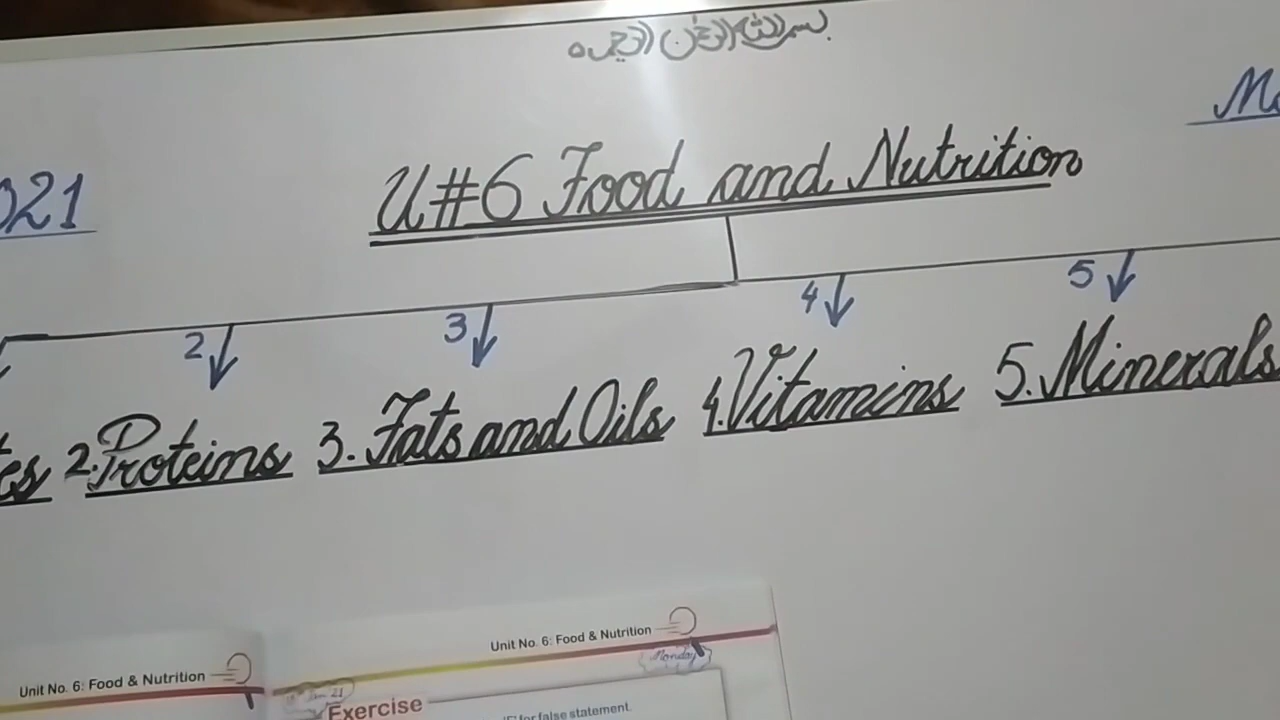 بسم اللہ الرحمٰن الرحیم
021
U#6 Food and Nutrition
2 3 4 5
2.Proteins 3. Fats and Oils 4.Vitamins 5.Minerals
Unit No. 6: Food & Nutrition
Monday
Unit No. 6: Food & Nutrition
Exercise
for false statement.